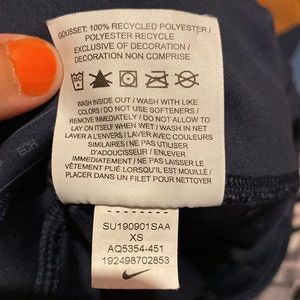 GOUSSET: 100% RECYCLED POLYESTER /
POLYESTER RECYCLE
EXCLUSIVE OF DECORATION /
DECORATION NON COMPRISE
WASH INSIDE OUT / WASH WITH LIKE
COLORS / DO NOT USE SOFTENERS /
REMOVE IMMEDIATELY / DO NOT ALLOW TO
LAY ON ITSELF WHEN WET / WASH IN NET
LAVER A L'ENVERS / LAVER AVEC COULEURS
SIMILAIRES / NE PAS UTILISER
D'ADOUCISSEUR / ENLEVER
IMMEDIATEMENT / NE PAS LAISSER LE
VÊTEMENT PLIÉ LORSQU'IL EST MOUILLÉ /
PLACER DANS UN FILET POUR NETTOYER
SU190901SAA
XS
AQ5354-451
192498702853